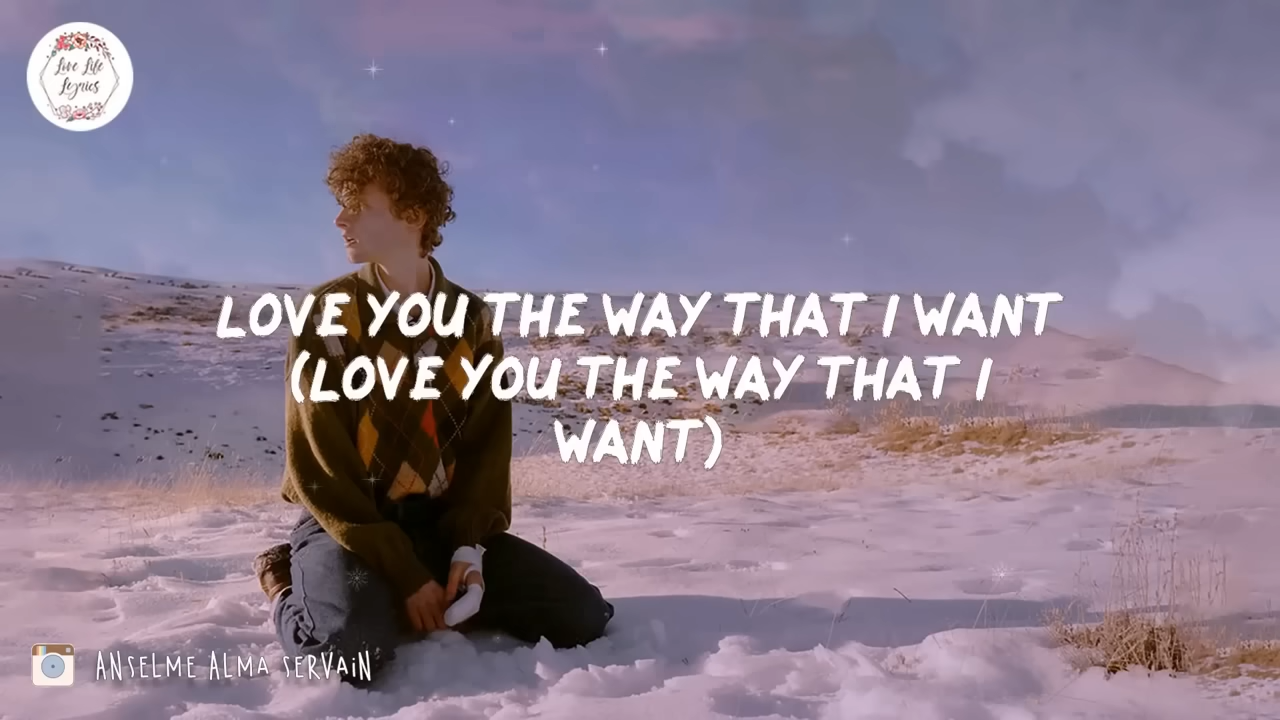 Love Life
Lyrics
LOVE YOU THE WAY THAT I WANT
(LOVE YOU THE WAY THAT I
WANT)
ANSELME ALMA SERVAIN